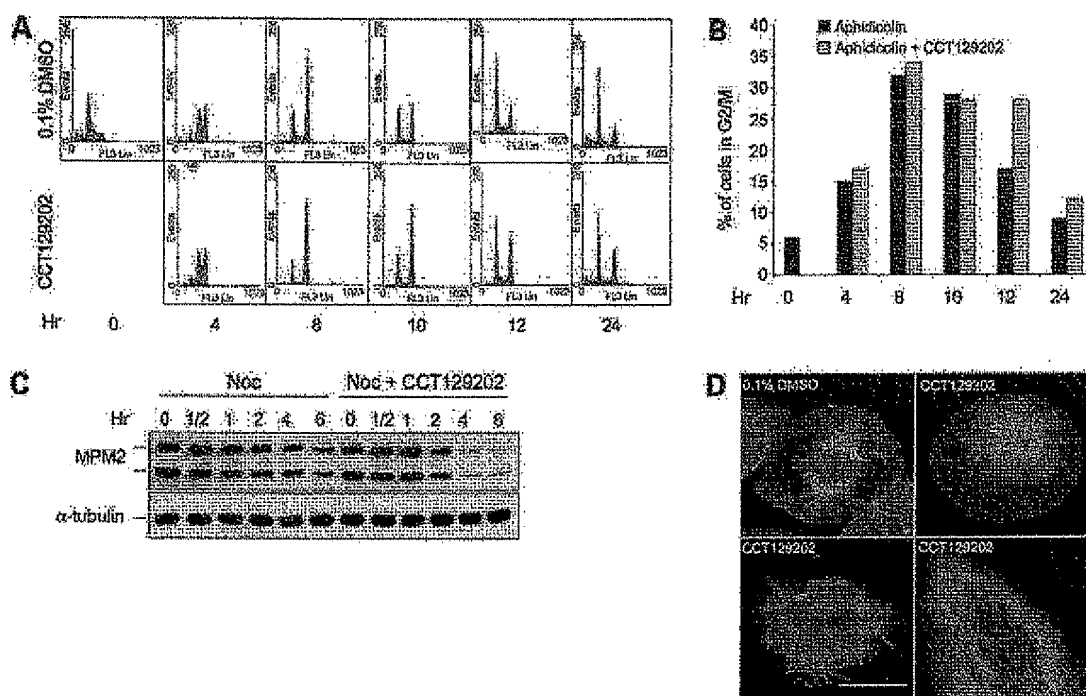 A
0.1% DMSO
CCT129202
Events
FL3 Lin
0
1023
Hr 0 4 8 10 12 24
B
Aphidicolin
Aphidicolin + CCT129202
% of cells in G2/M
40
35
30
25
20
15
10
5
0
Hr 0 4 8 10 12 24
C
Noc Noc + CCT129202
Hr 0 1/2 1 2 4 6 0 1/2 1 2 4 6
MPM2
α-tubulin
D
0.1% DMSO CCT129202
CCT129202 CCT129202